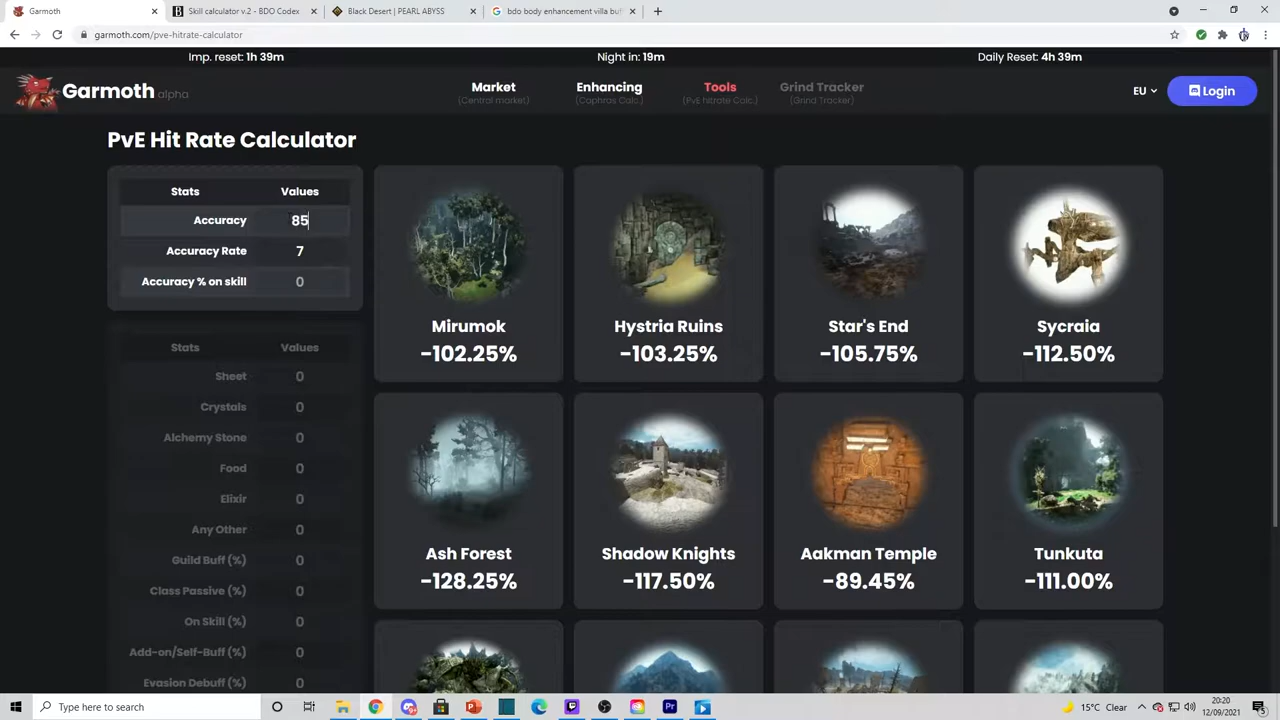 Garmoth
Skill calculator v.2 - BDO Codex
Black Desert | PEARL ABYSS
bdo body enhancement villa buf
garmoth.com/pve-hitrate-calculator
Imp. reset: 1h 39m
Night in: 19m
Daily Reset: 4h 39m
Garmoth alpha
Market
(Central market)
Enhancing
(Caphras Calc.)
Tools
(PvE hitrate Calc.)
Grind Tracker
(Grind Tracker)
EU
Login
PvE Hit Rate Calculator
Stats Values
Accuracy 85
Accuracy Rate 7
Accuracy % on skill 0
Stats Values
Sheet 0
Crystals 0
Alchemy Stone 0
Food 0
Elixir 0
Any Other 0
Guild Buff (%) 0
Class Passive (%) 0
On Skill (%) 0
Add-on/Self-Buff (%) 0
Evasion Debuff (%) 0
Mirumok
-102.25%
Hystria Ruins
-103.25%
Star's End
-105.75%
Sycraia
-112.50%
Ash Forest
-128.25%
Shadow Knights
-117.50%
Aakman Temple
-89.45%
Tunkuta
-111.00%
Type here to search
15°C Clear
20:20
12/09/2021